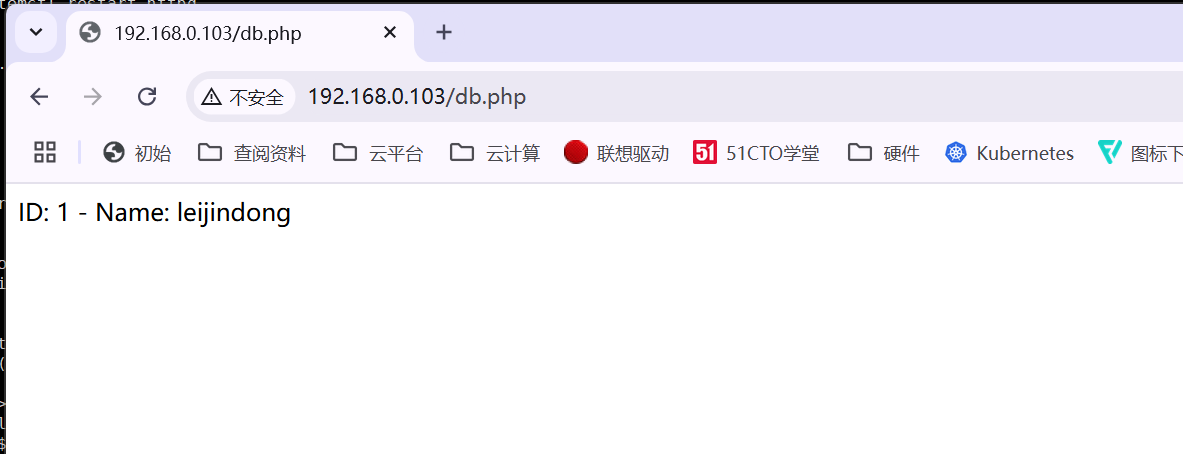 192.168.0.103/db.php
不安全 192.168.0.103/db.php
初始 查阅资料 云平台 云计算 联想驱动 51 51CTO学堂 硬件 Kubernetes 图标下
ID: 1 - Name: leijindong